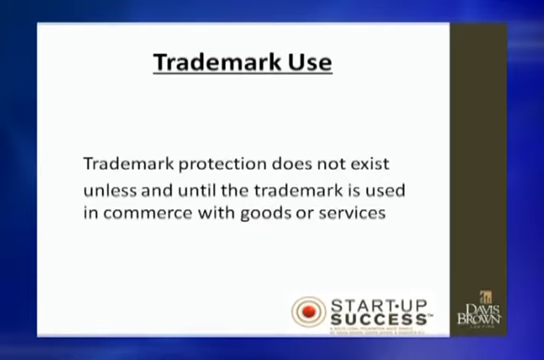 Trademark Use
Trademark protection does not exist
unless and until the trademark is used
in commerce with goods or services
START·UP
SUCCESS™
DAVIS
BROWN